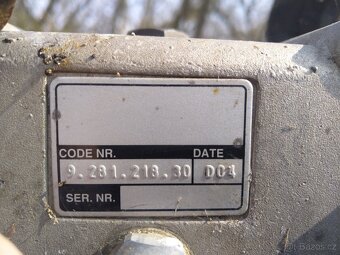 CODE NR. DATE
9.281.218.30 D04
SER. NR.